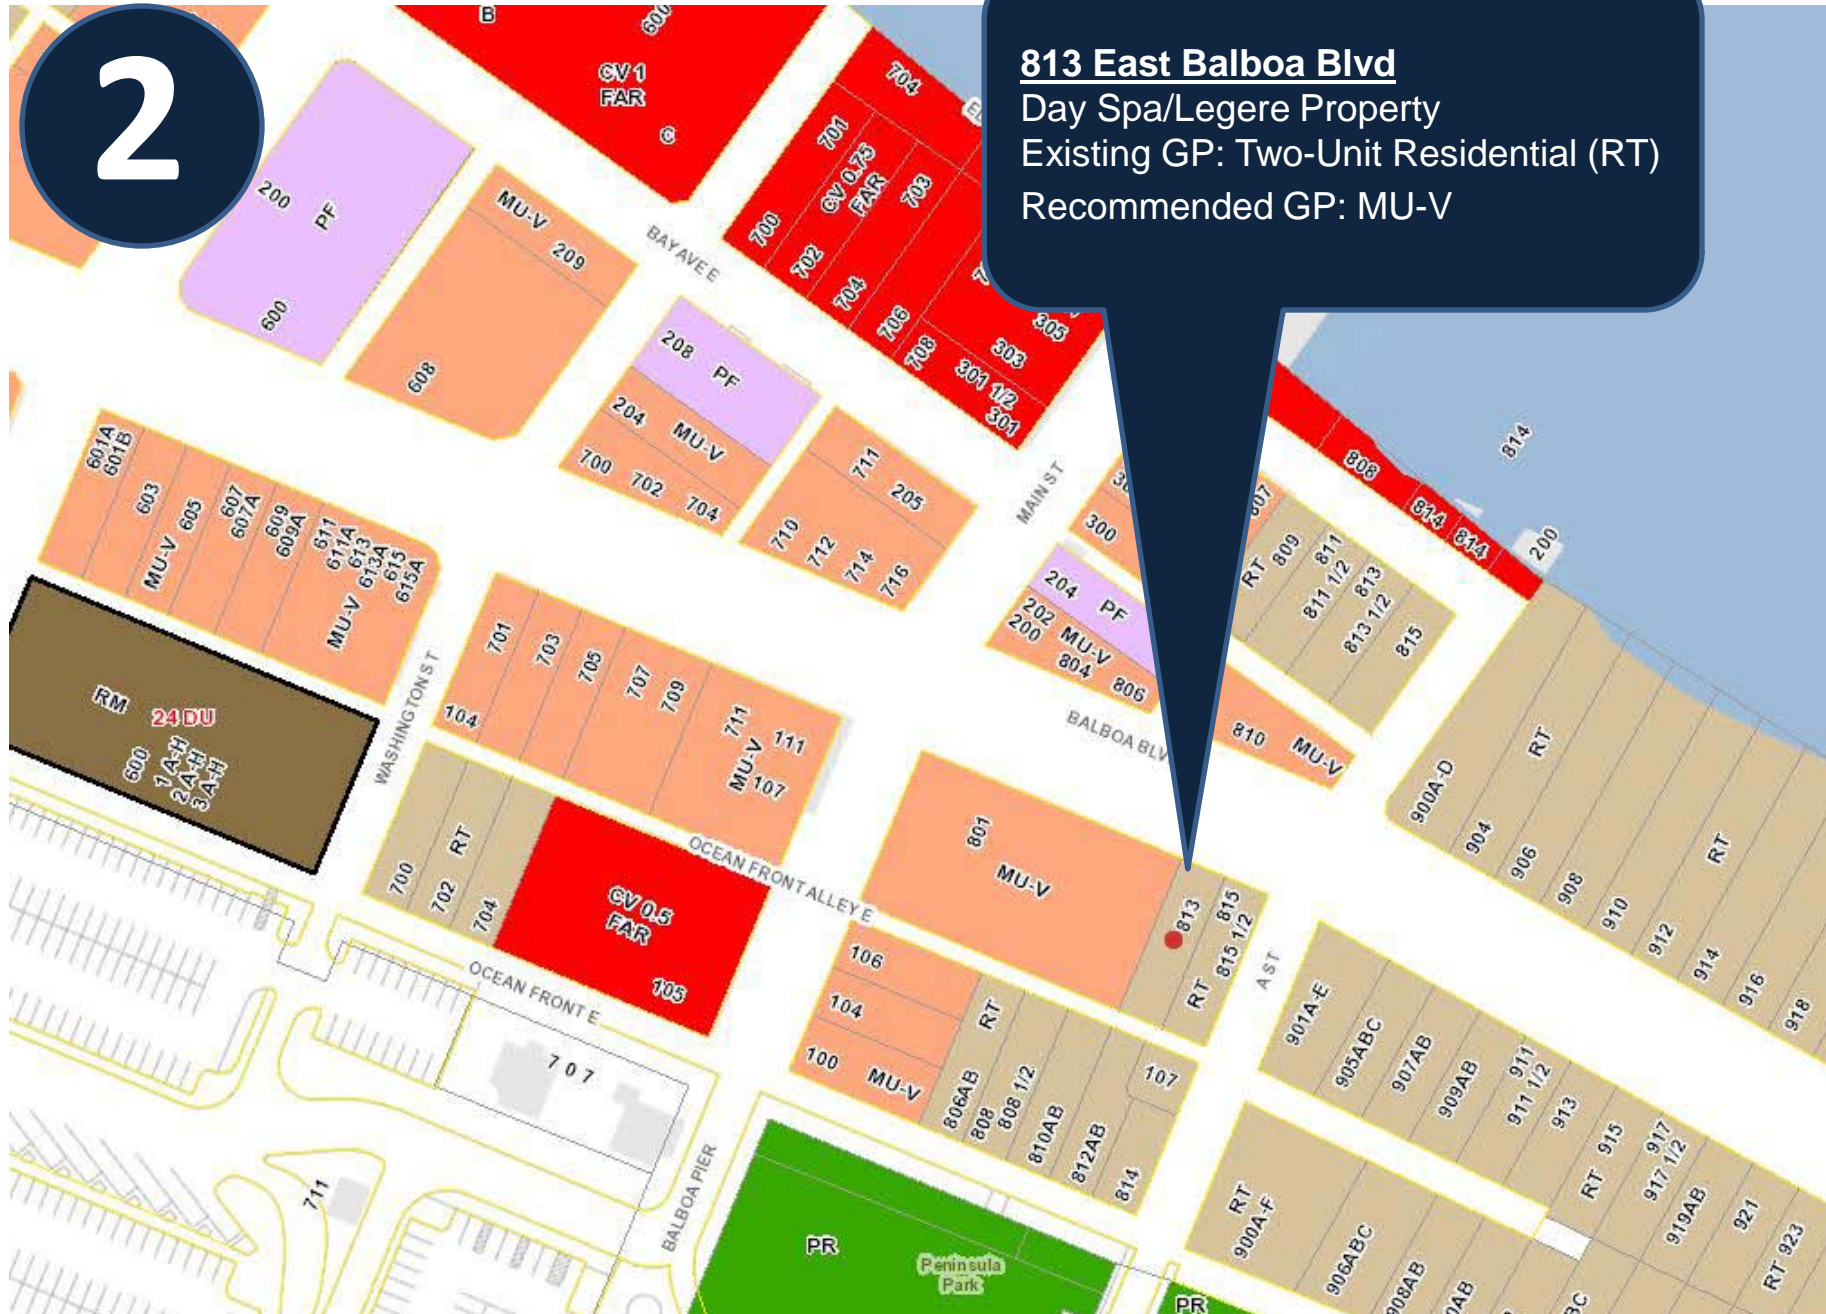 2
813 East Balboa Blvd
Day Spa/Legere Property
Existing GP: Two-Unit Residential (RT)
Recommended GP: MU-V
B
600
CV 1
FAR
C
704
701
CV 0.75
FAR
703
700
702
704
706
708
305
303
301 1/2
301
200
PF
600
MU-V
209
608
BAY AVE E
208
PF
204
MU-V
700
702
704
711
205
710
712
714
716
MAIN ST
300
807
808
814
814
814
200
RT
809
811
811 1/2
813
813 1/2
815
204
PF
202
200
MU-V
804
806
810
MU-V
BALBOA BLV
601A
601B
603
MU-V
605
607
607A
609
609A
611
611A
613
613A
615
615A
MU-V
RM
24 DU
600
1 A-H
2 A-H
3 A-H
WASHINGTON ST
701
703
705
707
709
711
MU-V
111
107
104
OCEAN FRONT ALLEY E
700
RT
702
704
CV 0.5
FAR
105
OCEAN FRONT E
801
MU-V
813
815
815 1/2
RT
A ST
106
104
100
MU-V
RT
806AB
808
808 1/2
810AB
812AB
814
107
900A-D
RT
904
906
908
910
912
RT
914
916
918
901A-E
905ABC
907AB
909AB
911
911 1/2
913
915
RT
917
917 1/2
919AB
921
923
RT
RT
900A-F
906ABC
908AB
707
711
BALBOA PIER
PR
Peninsula
Park
PR